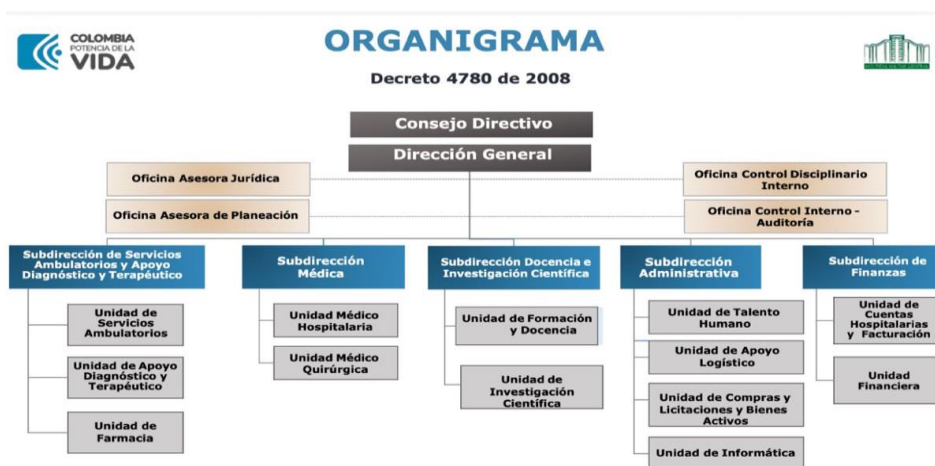 COLOMBIA
POTENCIA DE LA
VIDA
ORGANIGRAMA
Decreto 4780 de 2008
Consejo Directivo
Dirección General
Oficina Asesora Jurídica
Oficina Control Disciplinario
Interno
Oficina Asesora de Planeación
Oficina Control Interno -
Auditoría
Subdirección de Servicios
Ambulatorios y Apoyo
Diagnóstico y Terapéutico
Unidad de
Servicios
Ambulatorios
Unidad de Apoyo
Diagnóstico y
Terapéutico
Unidad de
Farmacia
Subdirección
Médica
Unidad Médico
Hospitalaria
Unidad Médico
Quirúrgica
Subdirección Docencia e
Investigación Científica
Unidad de Formación
y Docencia
Unidad de
Investigación
Científica
Subdirección
Administrativa
Unidad de Talento
Humano
Unidad de Apoyo
Logístico
Unidad de Compras y
Licitaciones y Bienes
Activos
Unidad de Informática
Subdirección de
Finanzas
Unidad de
Cuentas
Hospitalarias
y Facturación
Unidad
Financiera